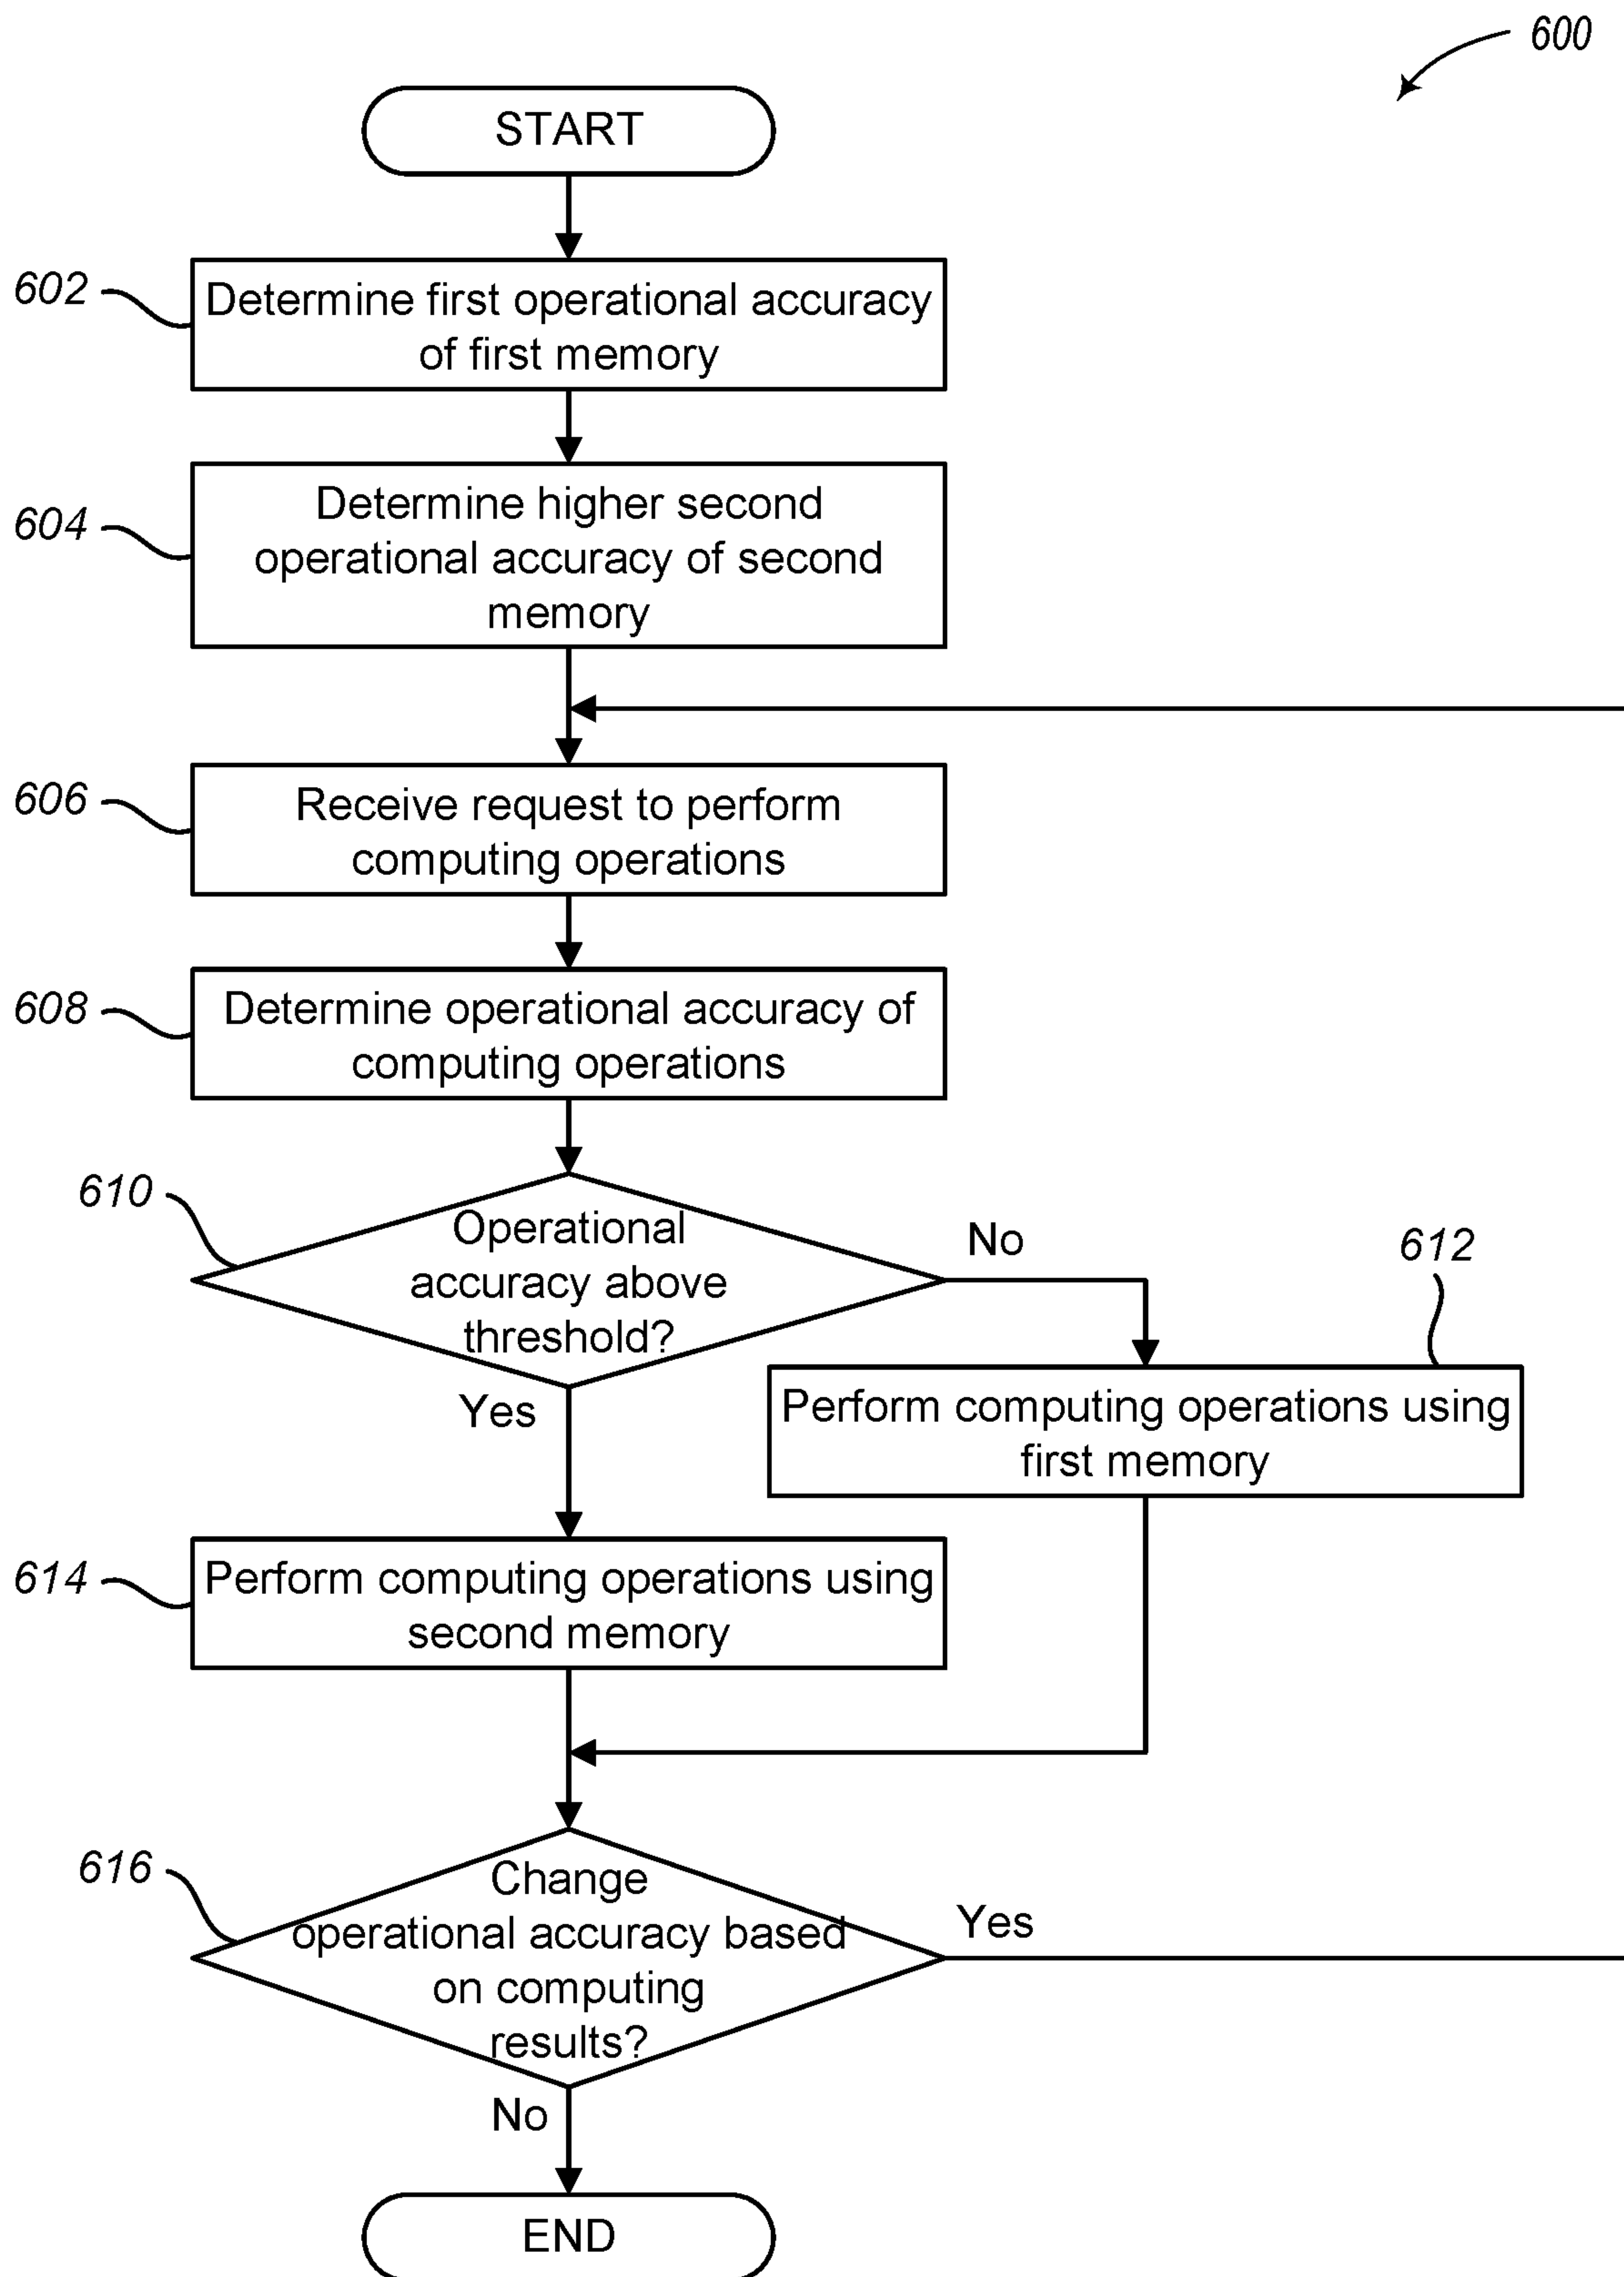 600
START
602
Determine first operational accuracy
of first memory
604
Determine higher second
operational accuracy of second
memory
606
Receive request to perform
computing operations
608
Determine operational accuracy of
computing operations
610
Operational
accuracy above
threshold?
No
612
Yes
Perform computing operations using
first memory
614
Perform computing operations using
second memory
616
Change
operational accuracy based
on computing
results?
Yes
No
END